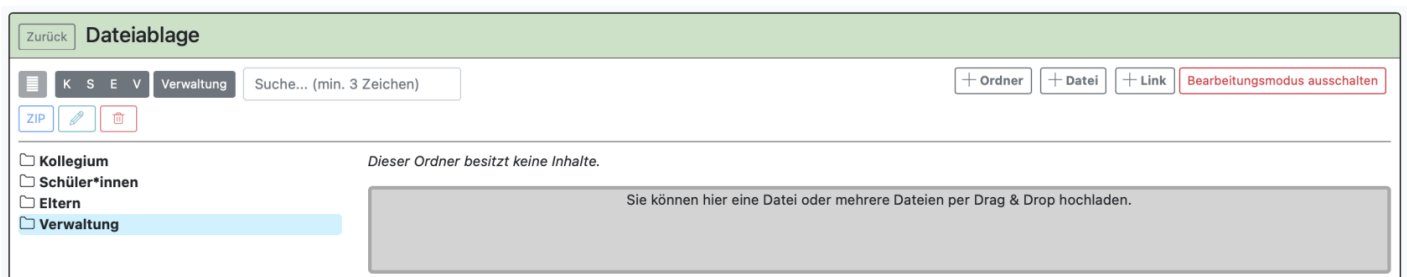 Zurück Dateiablage
K S E V Verwaltung Suche... (min. 3 Zeichen) + Ordner + Datei + Link Bearbeitungsmodus ausschalten
ZIP
Kollegium
Schüler*innen
Eltern
Verwaltung
Dieser Ordner besitzt keine Inhalte.
Sie können hier eine Datei oder mehrere Dateien per Drag & Drop hochladen.